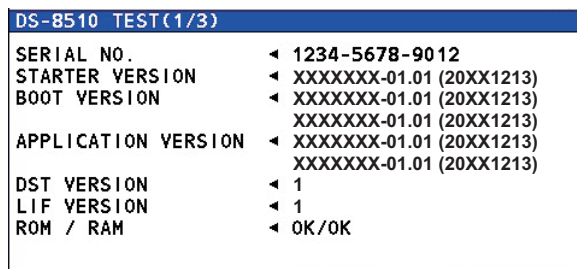 DS-8510 TEST(1/3)
SERIAL NO. ◄ 1234-5678-9012
STARTER VERSION ◄ XXXXXXX-01.01 (20XX1213)
BOOT VERSION ◄ XXXXXXX-01.01 (20XX1213)
XXXXXXX-01.01 (20XX1213)
APPLICATION VERSION ◄ XXXXXXX-01.01 (20XX1213)
XXXXXXX-01.01 (20XX1213)
DST VERSION ◄ 1
LIF VERSION ◄ 1
ROM / RAM ◄ OK/OK